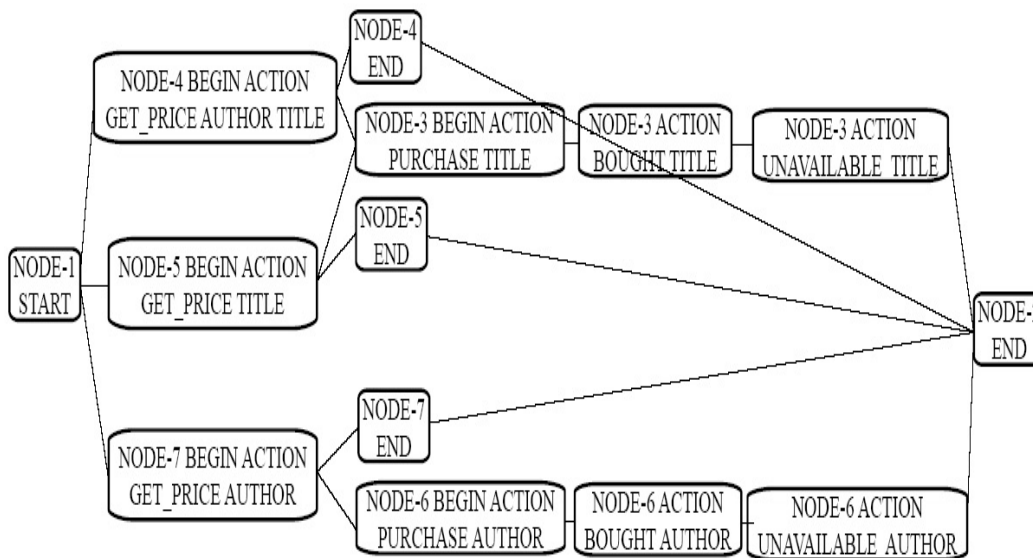 NODE-4
END
NODE-4 BEGIN ACTION
GET_PRICE AUTHOR TITLE
NODE-3 BEGIN ACTION
PURCHASE TITLE
NODE-3 ACTION
BOUGHT TITLE
NODE-3 ACTION
UNAVAILABLE TITLE
NODE-5
END
NODE-1
START
NODE-5 BEGIN ACTION
GET_PRICE TITLE
END
NODE-7
END
NODE-7 BEGIN ACTION
GET_PRICE AUTHOR
NODE-6 BEGIN ACTION
PURCHASE AUTHOR
NODE-6 ACTION
BOUGHT AUTHOR
NODE-6 ACTION
UNAVAILABLE AUTHOR